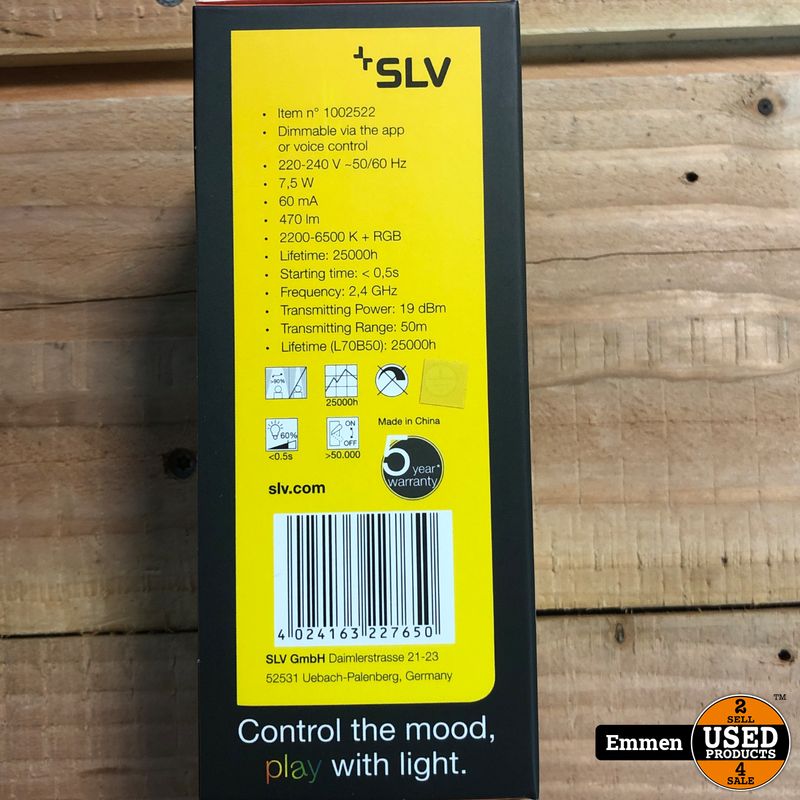 SLV
• Item n° 1002522
• Dimmable via the app
or voice control
• 220-240 V ~50/60 Hz
• 7,5 W
• 60 mA
• 470 lm
• 2200-6500 K + RGB
• Lifetime: 25000h
• Starting time: < 0,5s
• Frequency: 2,4 GHz
• Transmitting Power: 19 dBm
• Transmitting Range: 50m
• Lifetime (L70B50): 25000h
>90%
25000h
60%
<0.5s
ON
OFF
>50.000
Made in China
5 year*
warranty
slv.com
4 024163 227650
SLV GmbH Daimlerstrasse 21-23
52531 Uebach-Palenberg, Germany
Control the mood,
play with light.
Emmen
2
SELL
USED
PRODUCTS
4
SALE
TM